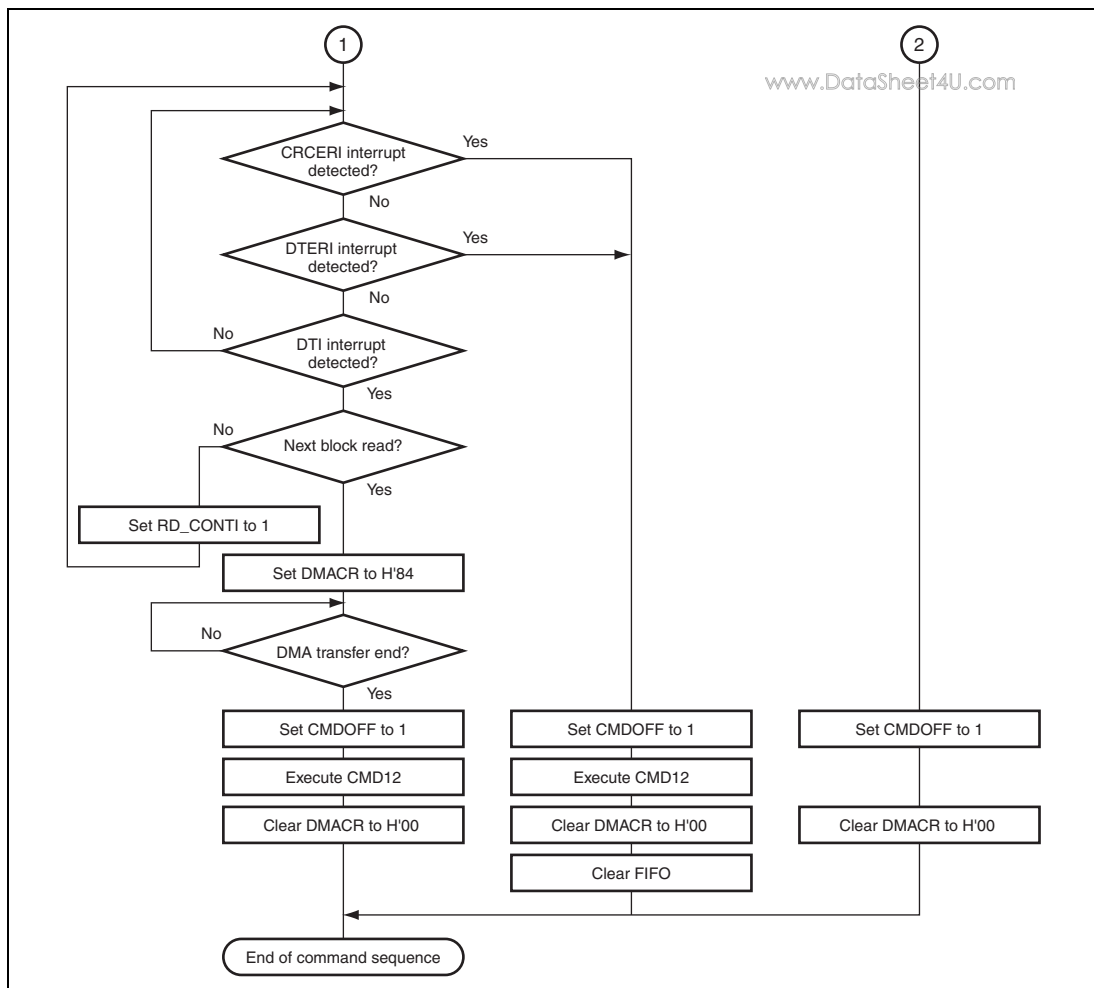 1
2
www.DataSheet4U.com
CRCERI interrupt
detected?
Yes
No
DTERI interrupt
detected?
Yes
No
DTI interrupt
detected?
No
Yes
Next block read?
No
Yes
Set RD_CONTI to 1
Set DMACR to H'84
DMA transfer end?
No
Yes
Set CMDOFF to 1
Execute CMD12
Clear DMACR to H'00
Set CMDOFF to 1
Execute CMD12
Clear DMACR to H'00
Clear FIFO
Set CMDOFF to 1
Clear DMACR to H'00
End of command sequence